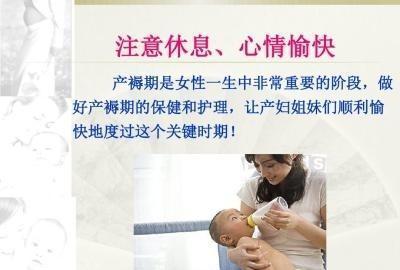 注意休息、心情愉快
产褥期是女性一生中非常重要的阶段，做
好产褥期的保健和护理，让产妇姐妹们顺利愉
快地度过这个关键时期！